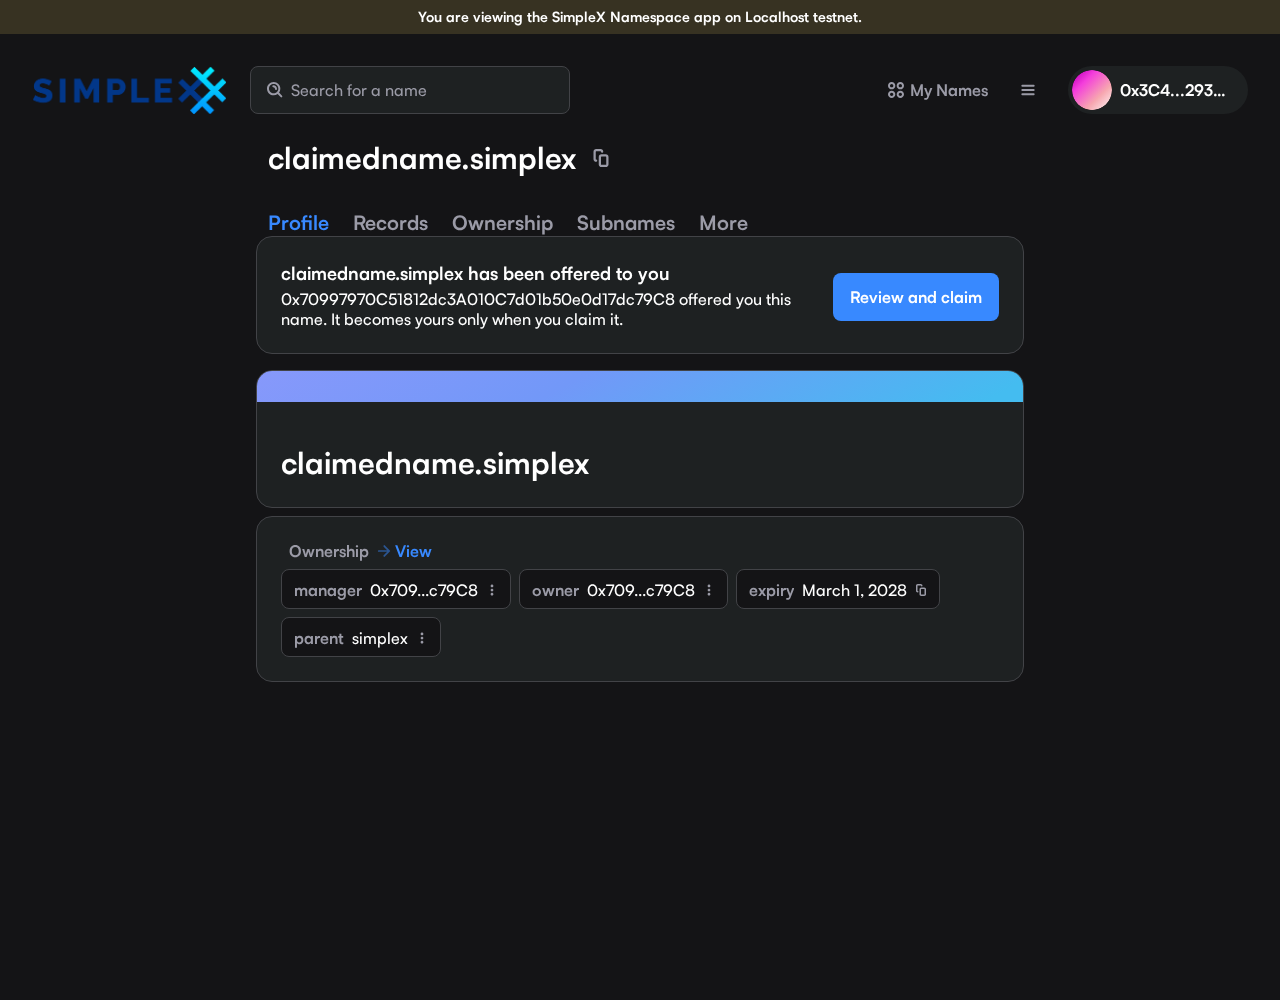 You are viewing the SimpleX Namespace app on Localhost testnet.
SIMPLEX
Search for a name
My Names
0x3C4...293...
claimedname.simplex
Profile Records Ownership Subnames More
claimedname.simplex has been offered to you
0x70997970C51812dc3A010C7d01b50e0d17dc79C8 offered you this
name. It becomes yours only when you claim it.
Review and claim
claimedname.simplex
Ownership View
manager 0x709...c79C8 owner 0x709...c79C8 expiry March 1, 2028
parent simplex